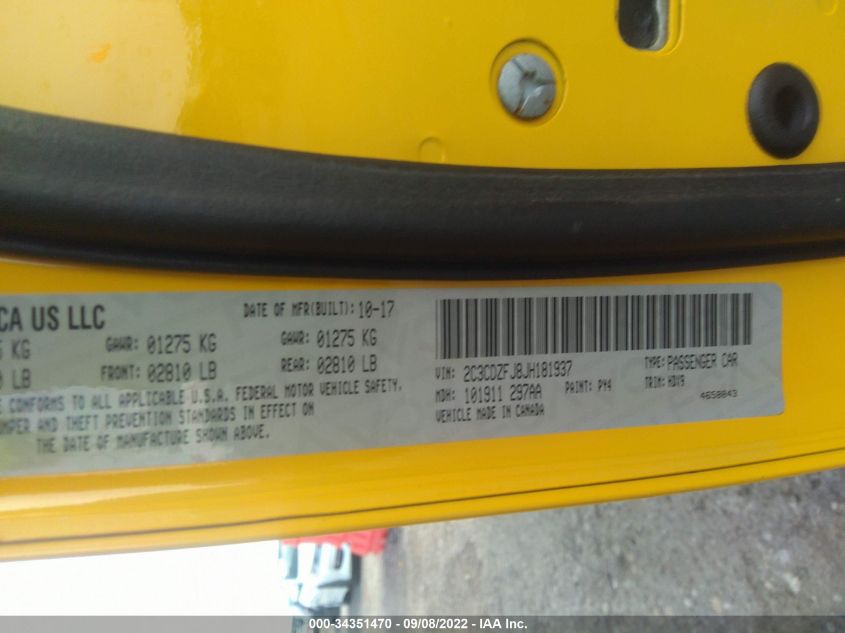 CA US LLC
DATE OF MFR(BUILT): 10-17
KG GAWR: 01275 KG GAWR: 01275 KG
LB FRONT: 02810 LB REAR: 02810 LB
CONFORMS TO ALL APPLICABLE U.S.A. FEDERAL MOTOR VEHICLE SAFETY,
AND THEFT PREVENTION STANDARDS IN EFFECT ON
THE DATE OF MANUFACTURE SHOWN ABOVE.
VIN: 2C3CDZFJ8JH181937 TYPE: PASSENGER CAR
MDH: 101911 297AA PAINT: PY4 TRIM: HDV9
VEHICLE MADE IN CANADA 4658843
000-34351470 - 09/08/2022 - IAA Inc.